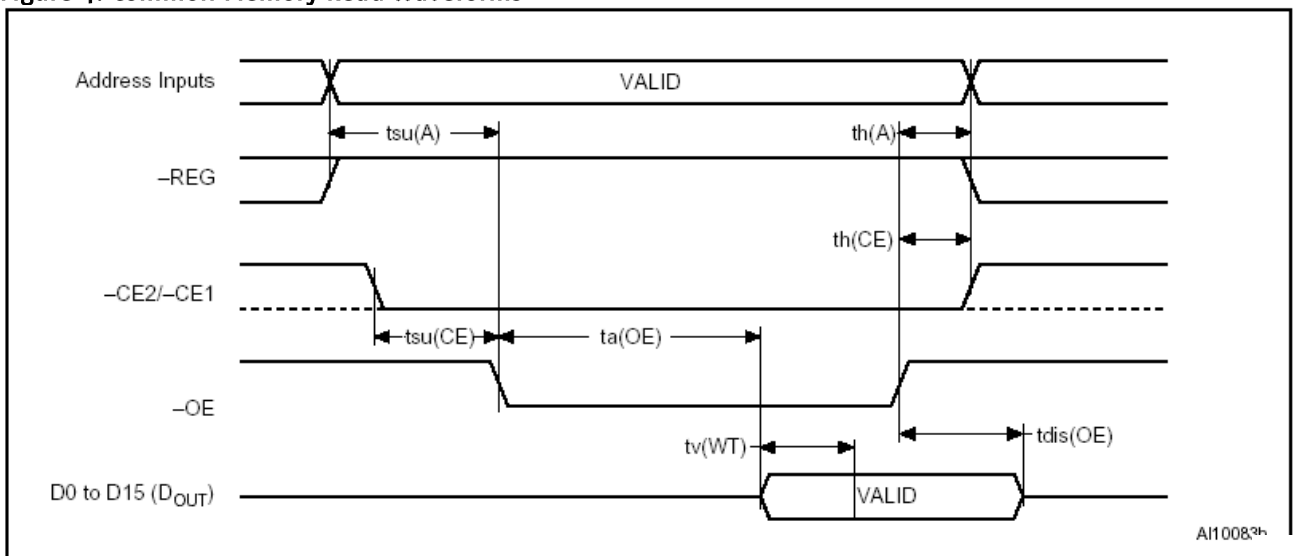 Address Inputs
VALID
tsu(A)
th(A)
–REG
th(CE)
–CE2/–CE1
tsu(CE)
ta(OE)
–OE
tv(WT)
tdis(OE)
D0 to D15 (DOUT)
VALID